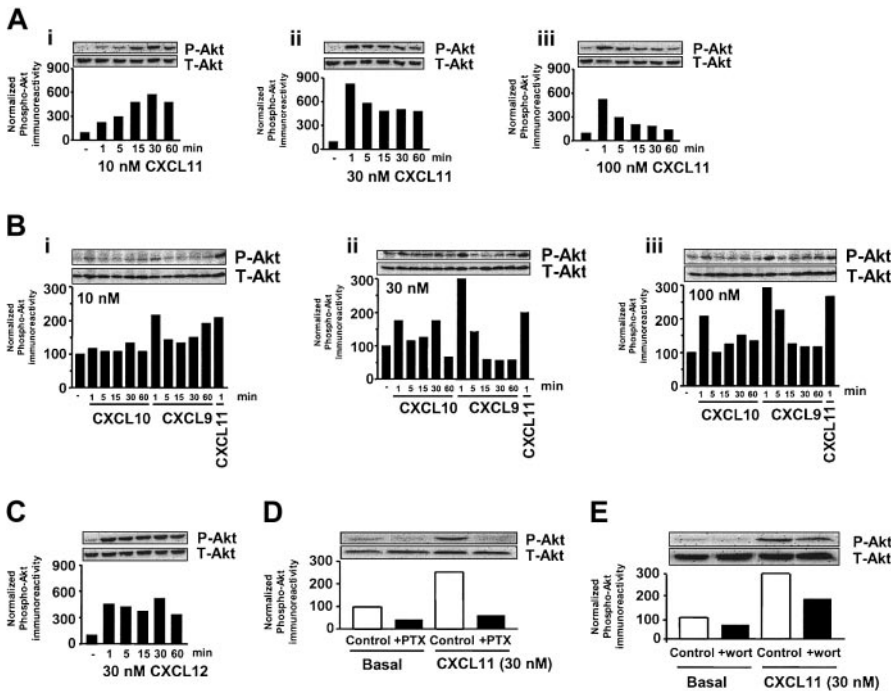 A
i
P-Akt
T-Akt
Normalized
Phospho-Akt
immunoreactivity
900
600
300
0
- 1 5 15 30 60 min
10 nM CXCL11
ii
P-Akt
T-Akt
Normalized
Phospho-Akt
immunoreactivity
900
600
300
0
- 1 5 15 30 60 min
30 nM CXCL11
iii
P-Akt
T-Akt
Normalized
Phospho-Akt
immunoreactivity
900
600
300
0
- 1 5 15 30 60 min
100 nM CXCL11
B
i
P-Akt
T-Akt
10 nM
Normalized
Phospho-Akt
immunoreactivity
300
200
100
0
- 1 5 15 30 60 1 5 15 30 60 1 min
CXCL10 CXCL9 CXCL11
ii
P-Akt
T-Akt
30 nM
Normalized
Phospho-Akt
immunoreactivity
300
200
100
0
- 1 5 15 30 60 1 5 15 30 60 1 min
CXCL10 CXCL9 CXCL11
iii
P-Akt
T-Akt
100 nM
Normalized
Phospho-Akt
immunoreactivity
300
200
100
0
- 1 5 15 30 60 1 5 15 30 60 1 min
CXCL10 CXCL9 CXCL11
C
P-Akt
T-Akt
Normalized
Phospho-Akt
immunoreactivity
900
600
300
0
- 1 5 15 30 60 min
30 nM CXCL12
D
P-Akt
T-Akt
Normalized
Phospho-Akt
immunoreactivity
300
200
100
0
Control +PTX Control +PTX
Basal CXCL11 (30 nM)
E
P-Akt
T-Akt
Normalized
Phospho-Akt
immunoreactivity
300
200
100
0
Control +wort Control +wort
Basal CXCL11 (30 nM)